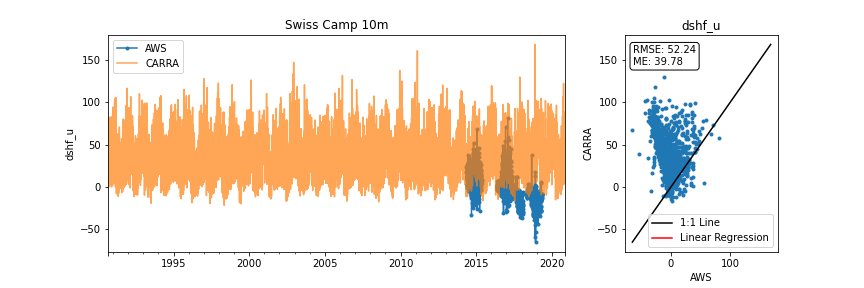 Swiss Camp 10m
AWS
CARRA
dshf_u
150
100
50
0
−50
1995
2000
2005
2010
2015
2020
dshf_u
RMSE: 52.24
ME: 39.78
CARRA
150
100
50
0
−50
1:1 Line
Linear Regression
0
100
AWS